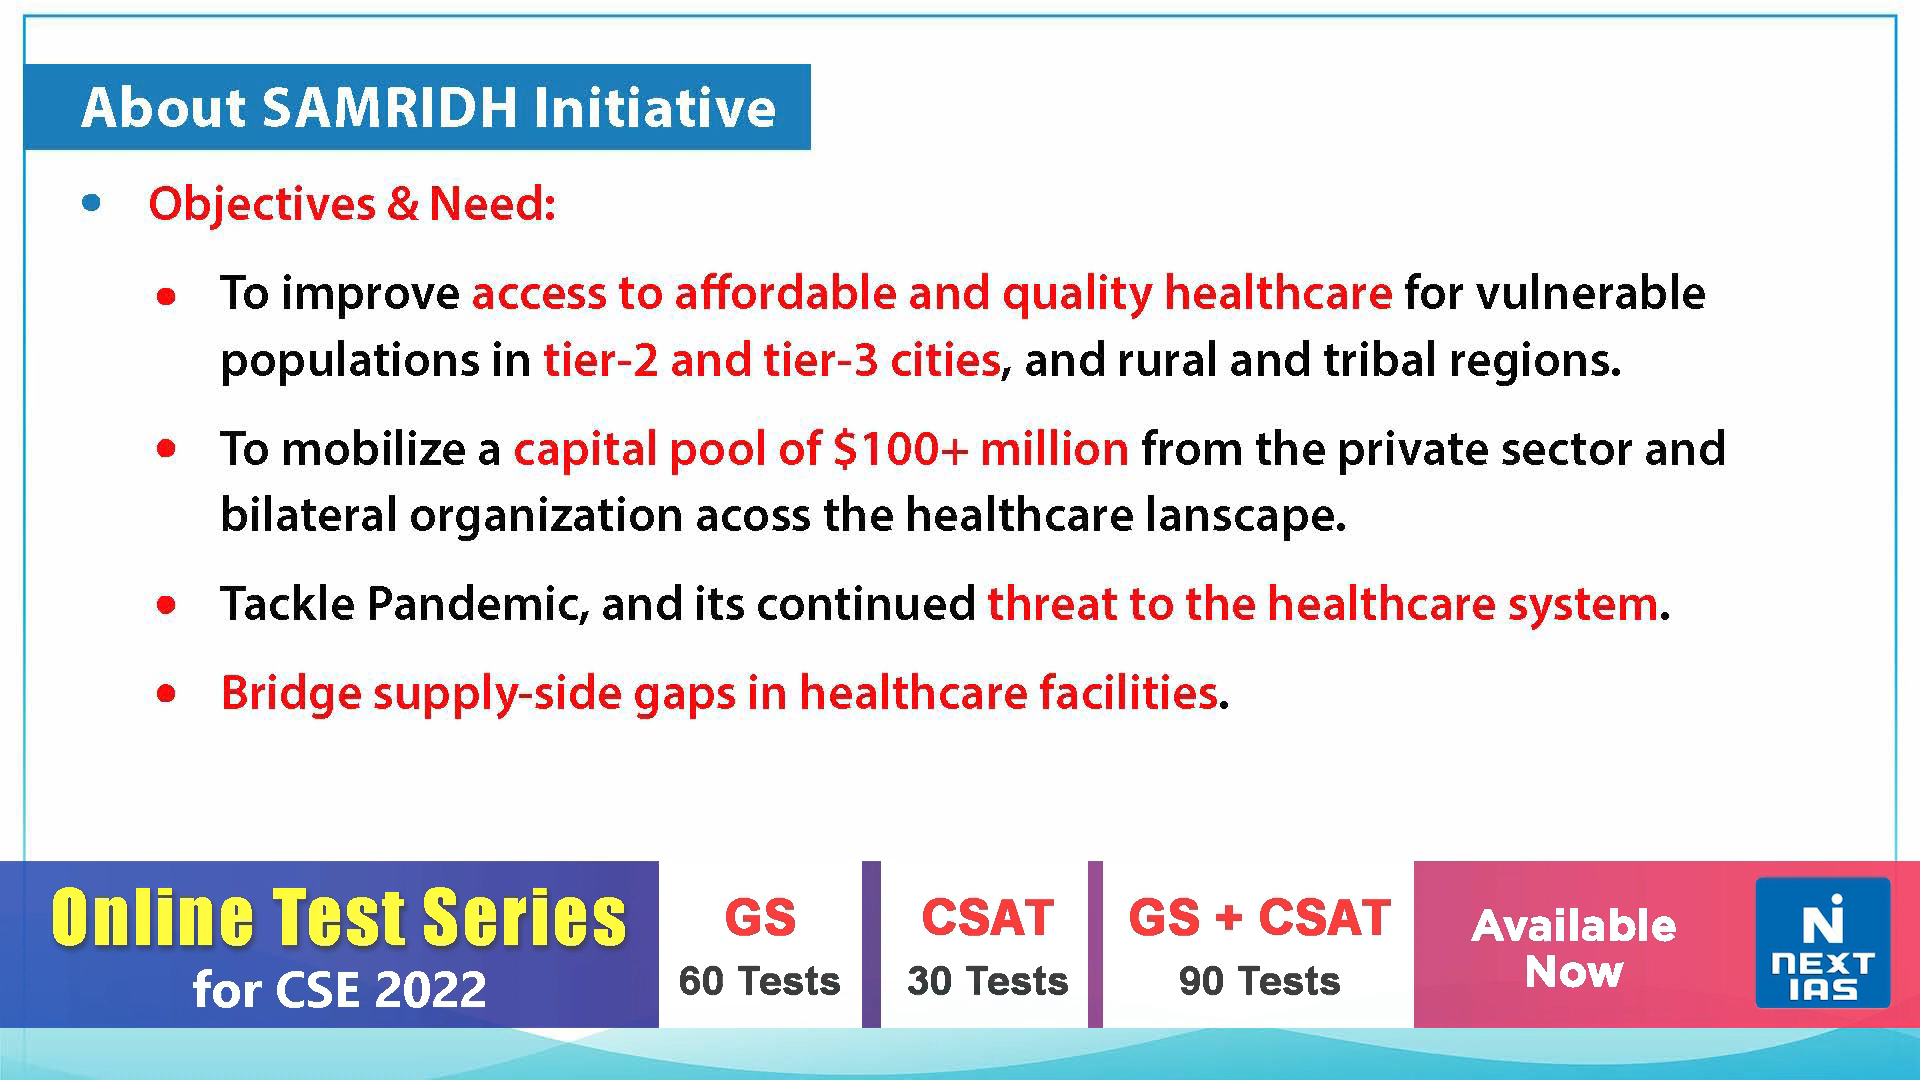 About SAMRIDH Initiative
• Objectives & Need:
• To improve access to affordable and quality healthcare for vulnerable
populations in tier-2 and tier-3 cities, and rural and tribal regions.
• To mobilize a capital pool of $100+ million from the private sector and
bilateral organization acoss the healthcare lanscape.
• Tackle Pandemic, and its continued threat to the healthcare system.
• Bridge supply-side gaps in healthcare facilities.
Online Test Series
for CSE 2022
GS
60 Tests
CSAT
30 Tests
GS + CSAT
90 Tests
Available
Now
N
NEXT
IAS